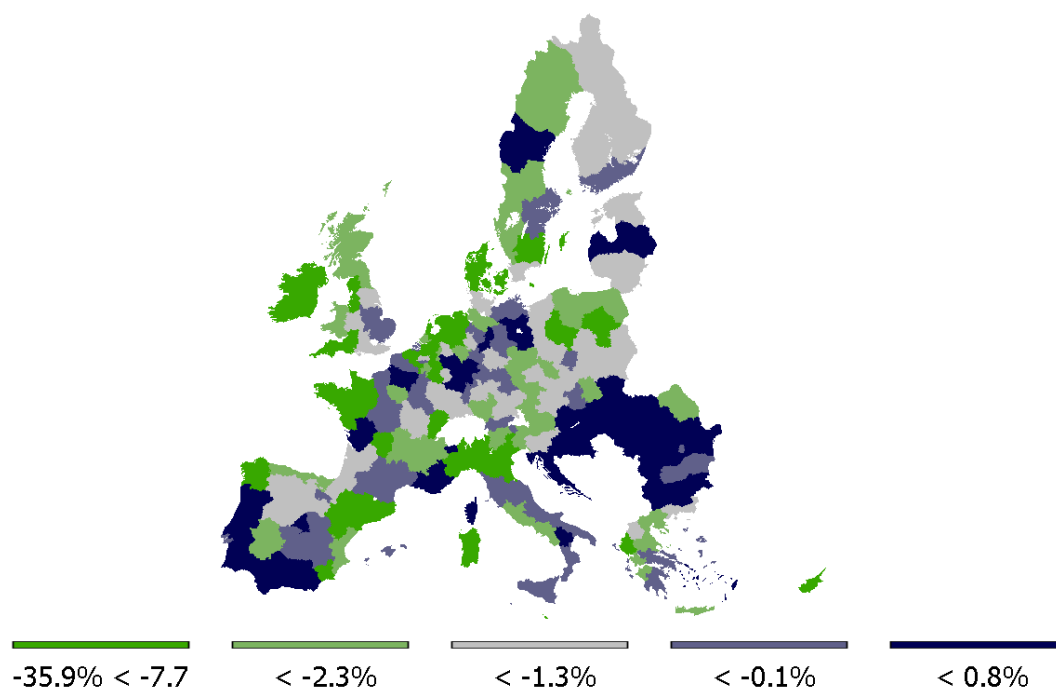 -35.9% < -7.7
< -2.3%
< -1.3%
< -0.1%
< 0.8%